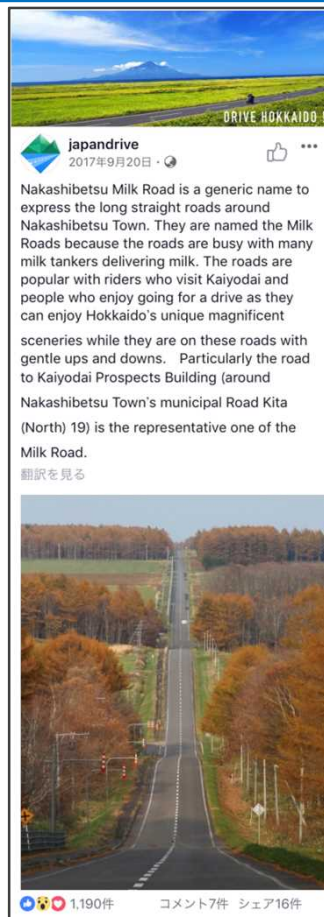 DRIVE HOKKAIDO !
japandrive
2017年9月20日・
Nakashibetsu Milk Road is a generic name to
express the long straight roads around
Nakashibetsu Town. They are named the Milk
Roads because the roads are busy with many
milk tankers delivering milk. The roads are
popular with riders who visit Kaiyodai and
people who enjoy going for a drive as they
can enjoy Hokkaido's unique magnificent
sceneries while they are on these roads with
gentle ups and downs. Particularly the road
to Kaiyodai Prospects Building (around
Nakashibetsu Town's municipal Road Kita
(North) 19) is the representative one of the
Milk Road.
翻訳を見る
1,190件 コメント7件 シェア16件